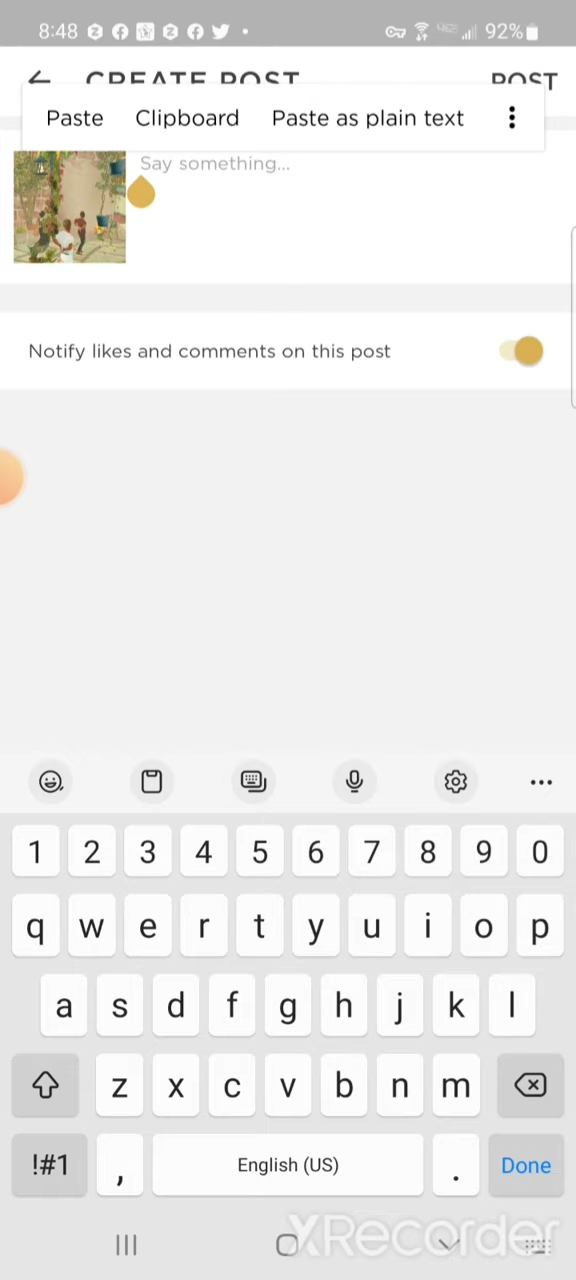 8:48 92%
CREATE POST POST
Paste Clipboard Paste as plain text
Say something...
Notify likes and comments on this post
1 2 3 4 5 6 7 8 9 0
q w e r t y u i o p
a s d f g h j k l
z x c v b n m
!#1 , English (US) . Done
XRecorder